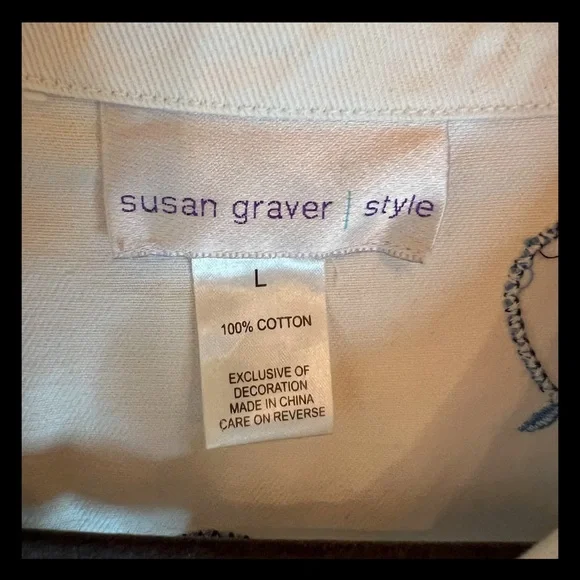 susan graver | style
L
100% COTTON
EXCLUSIVE OF
DECORATION
MADE IN CHINA
CARE ON REVERSE